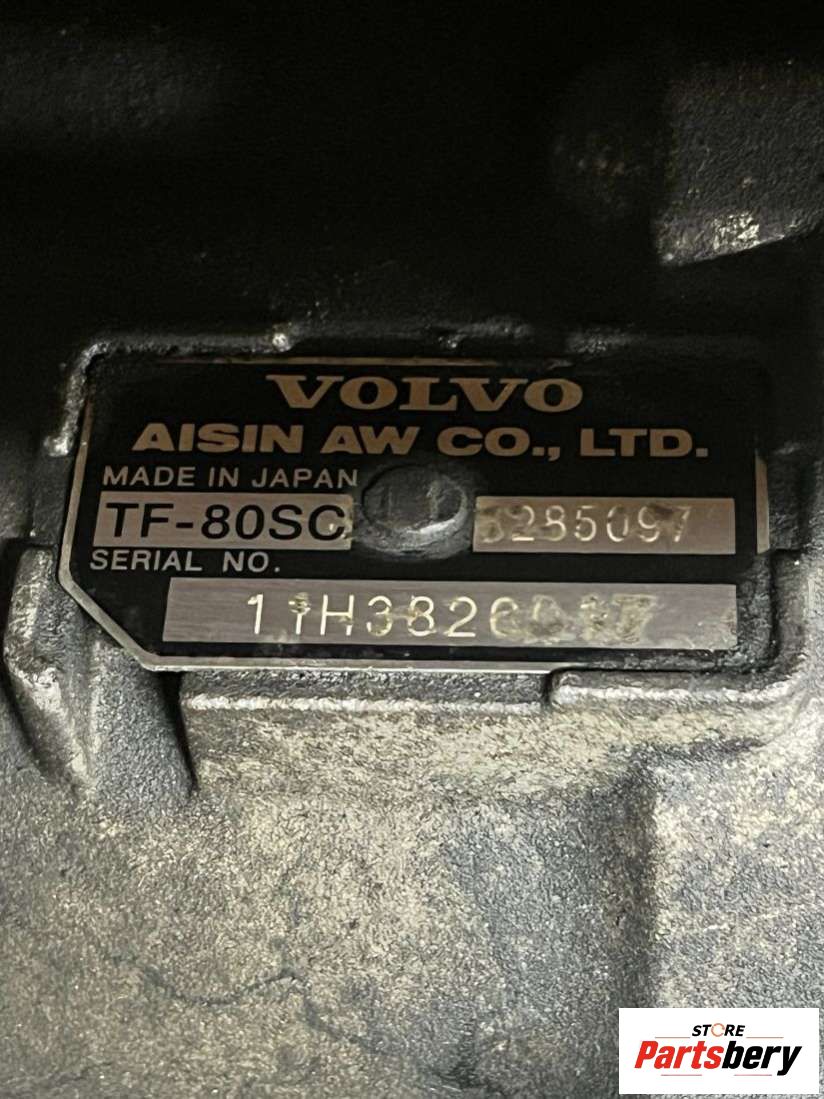 VOLVO
AISIN AW CO., LTD.
MADE IN JAPAN
TF-80SC
SERIAL NO.
STORE
Partsbery